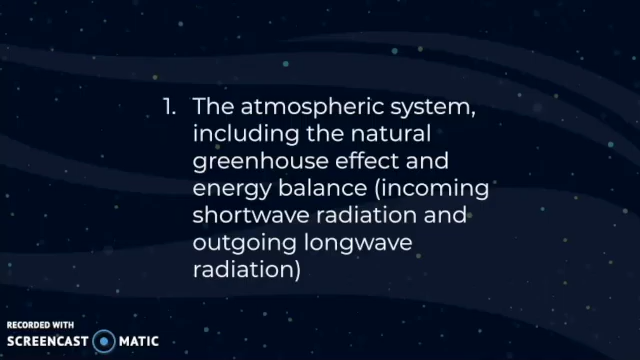 1. The atmospheric system,
including the natural
greenhouse effect and
energy balance (incoming
shortwave radiation and
outgoing longwave
radiation)
RECORDED WITH
SCREENCAST MATIC